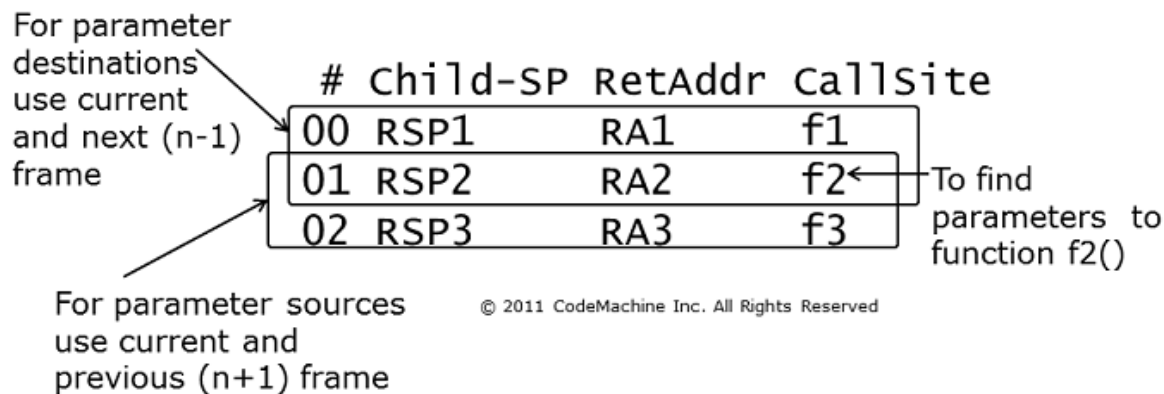 For parameter
destinations
use current
and next (n-1)
frame
# Child-SP RetAddr CallSite
00 RSP1 RA1 f1
01 RSP2 RA2 f2
02 RSP3 RA3 f3
To find
parameters to
function f2()
For parameter sources
use current and
previous (n+1) frame
© 2011 CodeMachine Inc. All Rights Reserved